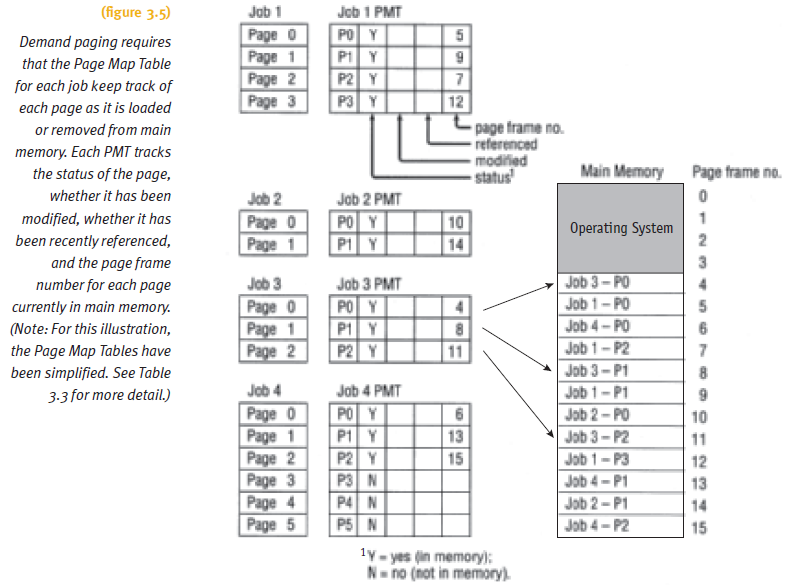 (figure 3.5)
Demand paging requires
that the Page Map Table
for each job keep track of
each page as it is loaded
or removed from main
memory. Each PMT tracks
the status of the page,
whether it has been
modified, whether it has
been recently referenced,
and the page frame
number for each page
currently in main memory.
(Note: For this illustration,
the Page Map Tables have
been simplified. See Table
3.3 for more detail.)
Job 1 Job 1 PMT
Page 0 P0 Y 5
Page 1 P1 Y 9
Page 2 P2 Y 7
Page 3 P3 Y 12
page frame no.
referenced
modified
status¹
Job 2 Job 2 PMT
Page 0 P0 Y 10
Page 1 P1 Y 14
Job 3 Job 3 PMT
Page 0 P0 Y 4
Page 1 P1 Y 8
Page 2 P2 Y 11
Job 4 Job 4 PMT
Page 0 P0 Y 6
Page 1 P1 Y 13
Page 2 P2 Y 15
Page 3 P3 N
Page 4 P4 N
Page 5 P5 N
¹Y = yes (in memory);
N = no (not in memory).
Main Memory Page frame no.
0
Operating System 1
2
3
Job 3 – P0 4
Job 1 – P0 5
Job 4 – P0 6
Job 1 – P2 7
Job 3 – P1 8
Job 1 – P1 9
Job 2 – P0 10
Job 3 – P2 11
Job 1 – P3 12
Job 4 – P1 13
Job 2 – P1 14
Job 4 – P2 15